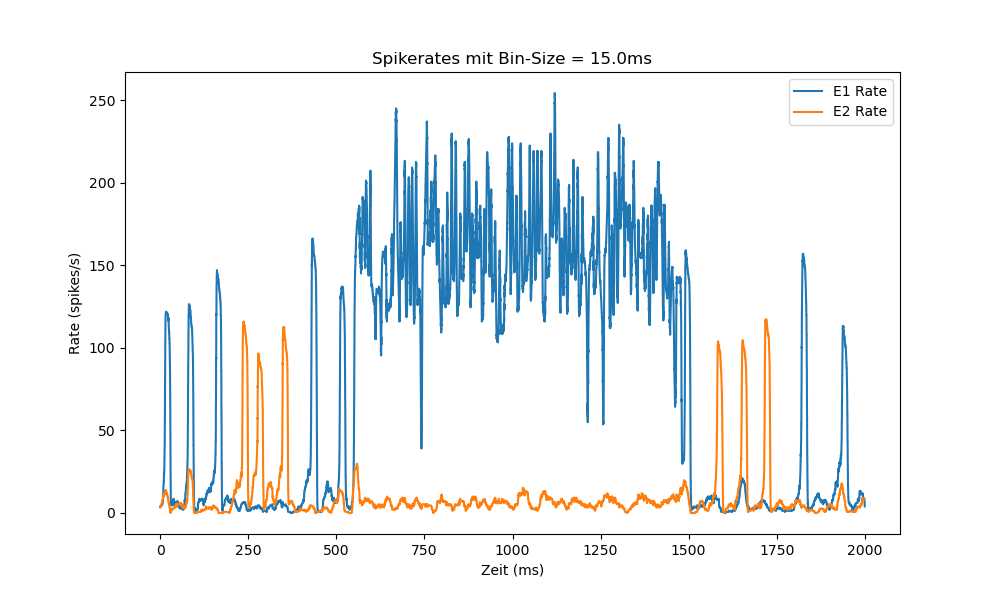 Spikerates mit Bin-Size = 15.0ms
E1 Rate
E2 Rate
Rate (spikes/s)
250
200
150
100
50
0
0 250 500 750 1000 1250 1500 1750 2000
Zeit (ms)